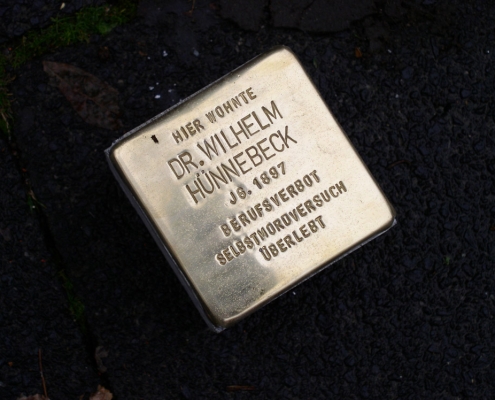 HIER WOHNTE
DR. WILHELM
HÜNNEBECK
JG. 1897
BERUFSVERBOT
SELBSTMORDVERSUCH
ÜBERLEBT